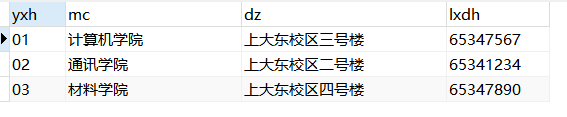 yxh mc dz lxdh
01 计算机学院 上大东校区三号楼 65347567
02 通讯学院 上大东校区二号楼 65341234
03 材料学院 上大东校区四号楼 65347890